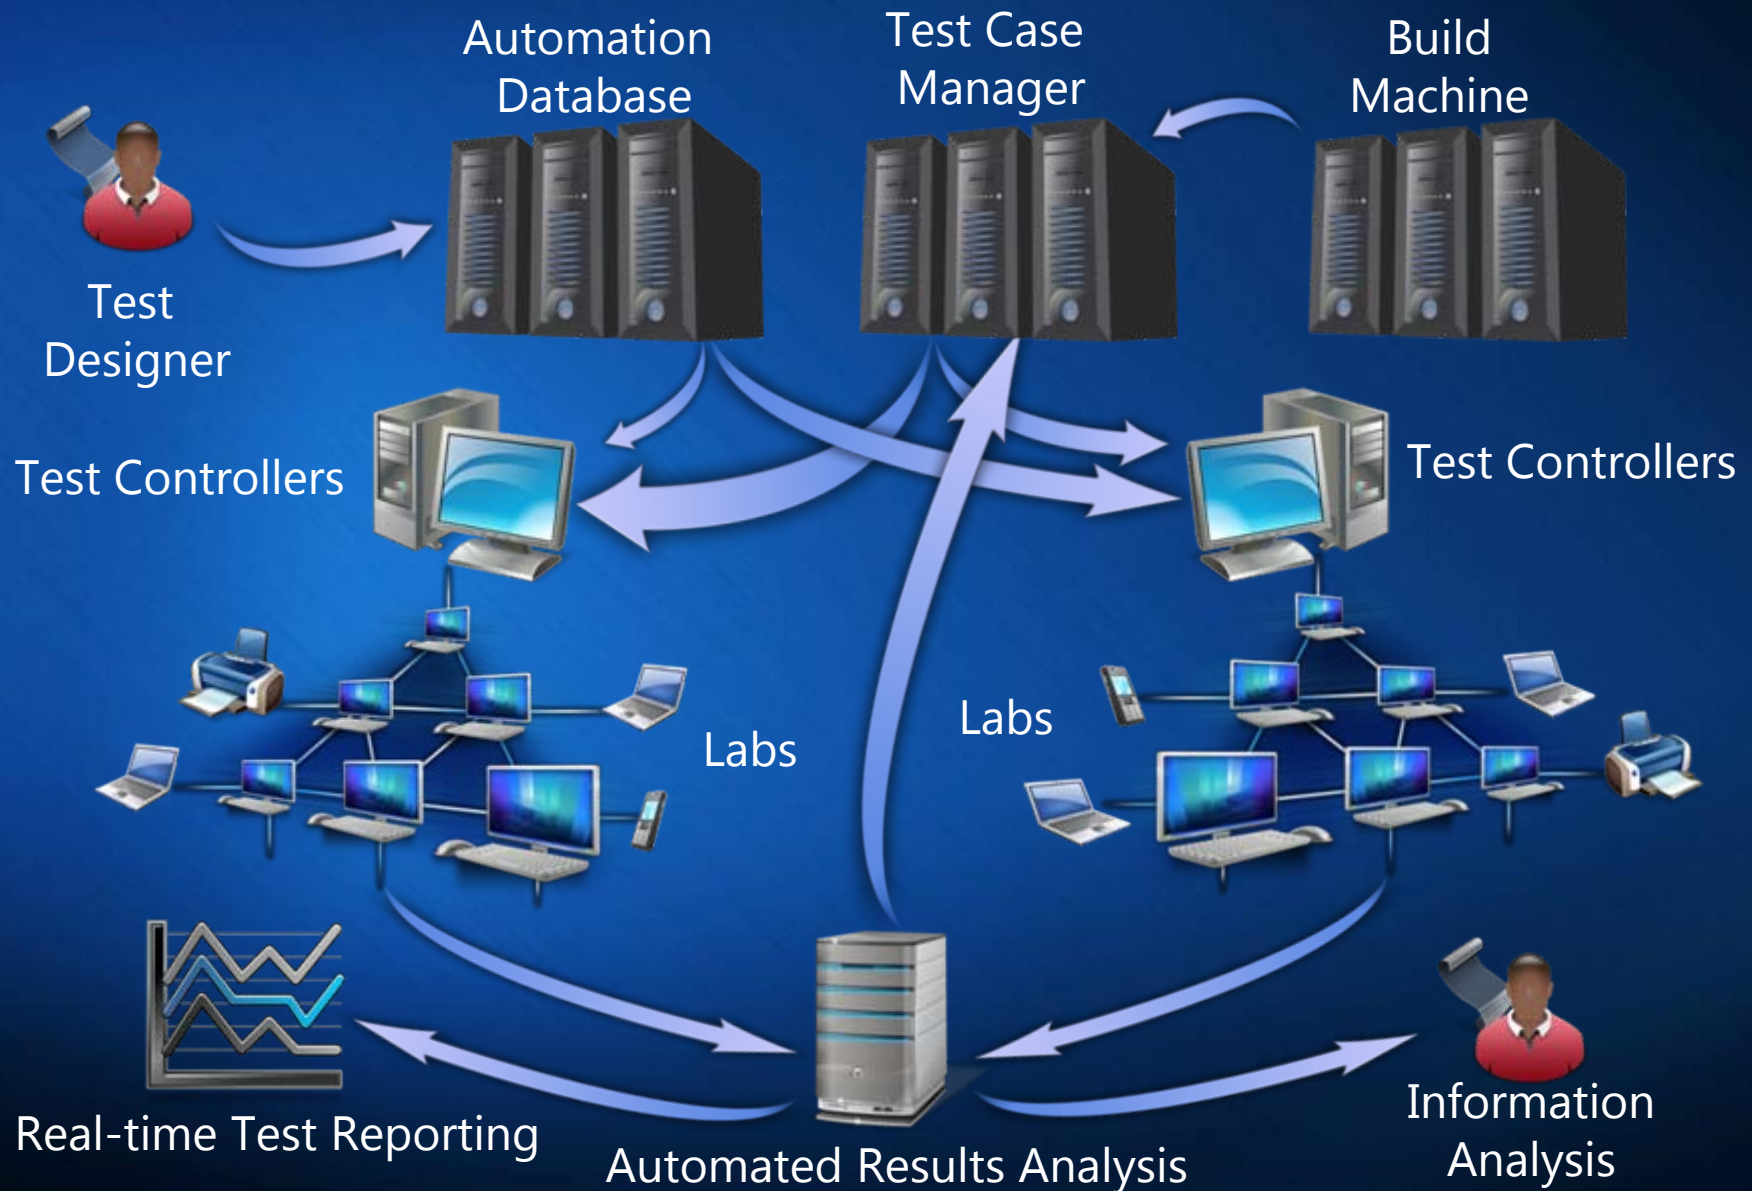 Automation
Database
Test Case
Manager
Build
Machine
Test
Designer
Test Controllers
Test Controllers
Labs
Labs
Real-time Test Reporting
Automated Results Analysis
Information
Analysis